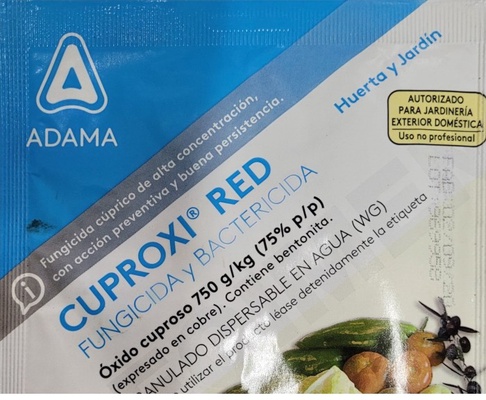 ADAMA
Fungicida cúprico de alta concentración,
con acción preventiva y buena persistencia.
Huerta y Jardín
AUTORIZADO
PARA JARDINERÍA
EXTERIOR DOMÉSTICA
Uso no profesional
CUPROXI® RED
FUNGICIDA y BACTERICIDA
Óxido cuproso 750 g/kg (75% p/p)
(expresado en cobre). Contiene bentonita.
GRANULADO DISPERSABLE EN AGUA (WG)
utilizar el producto léase detenidamente la etiqueta